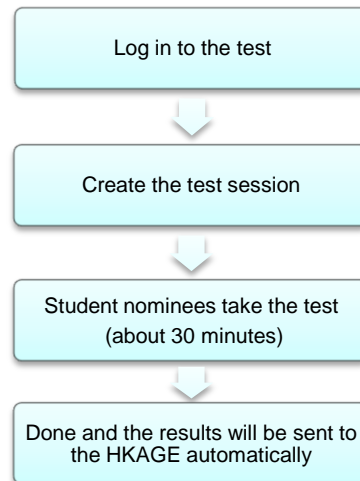 Log in to the test
Create the test session
Student nominees take the test
(about 30 minutes)
Done and the results will be sent to
the HKAGE automatically